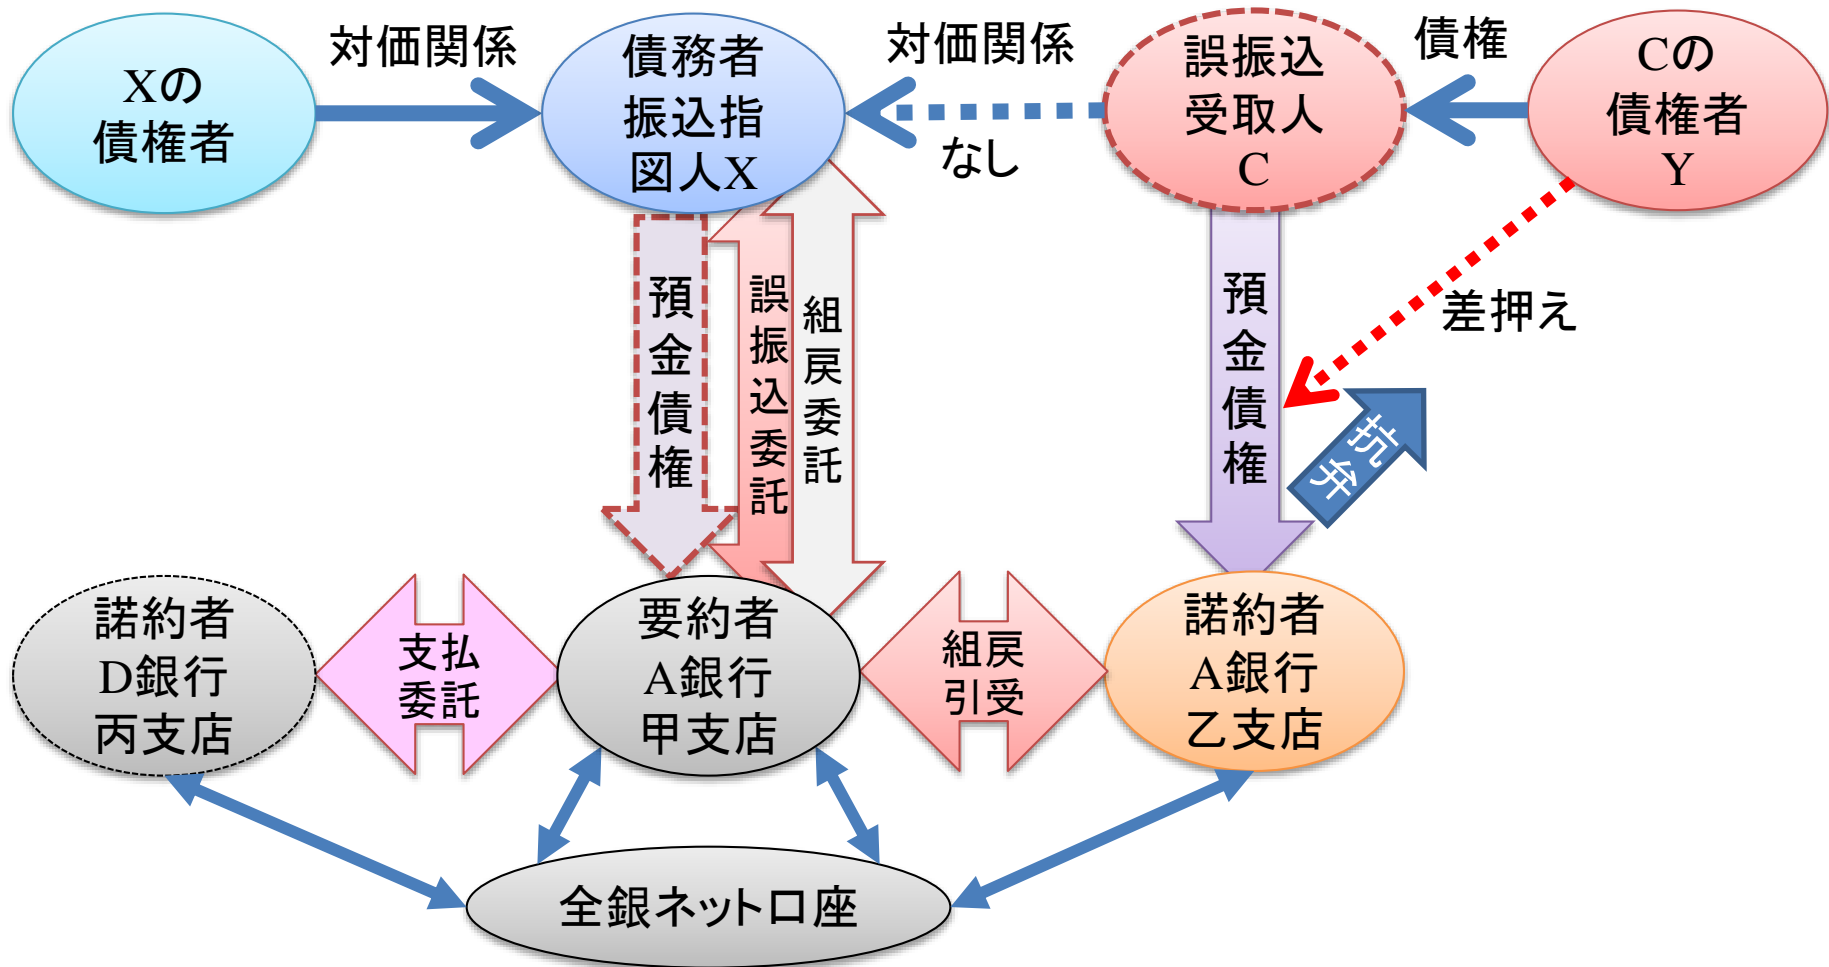 Xの
債権者
対価関係
債務者
振込指
図人X
対価関係
なし
誤振込
受取人
C
債権
Cの
債権者
Y
預金債権
誤振込委託
組戻委託
預金債権
差押え
抗弁
諾約者
D銀行
丙支店
支払
委託
要約者
A銀行
甲支店
組戻
引受
諾約者
A銀行
乙支店
全銀ネット口座